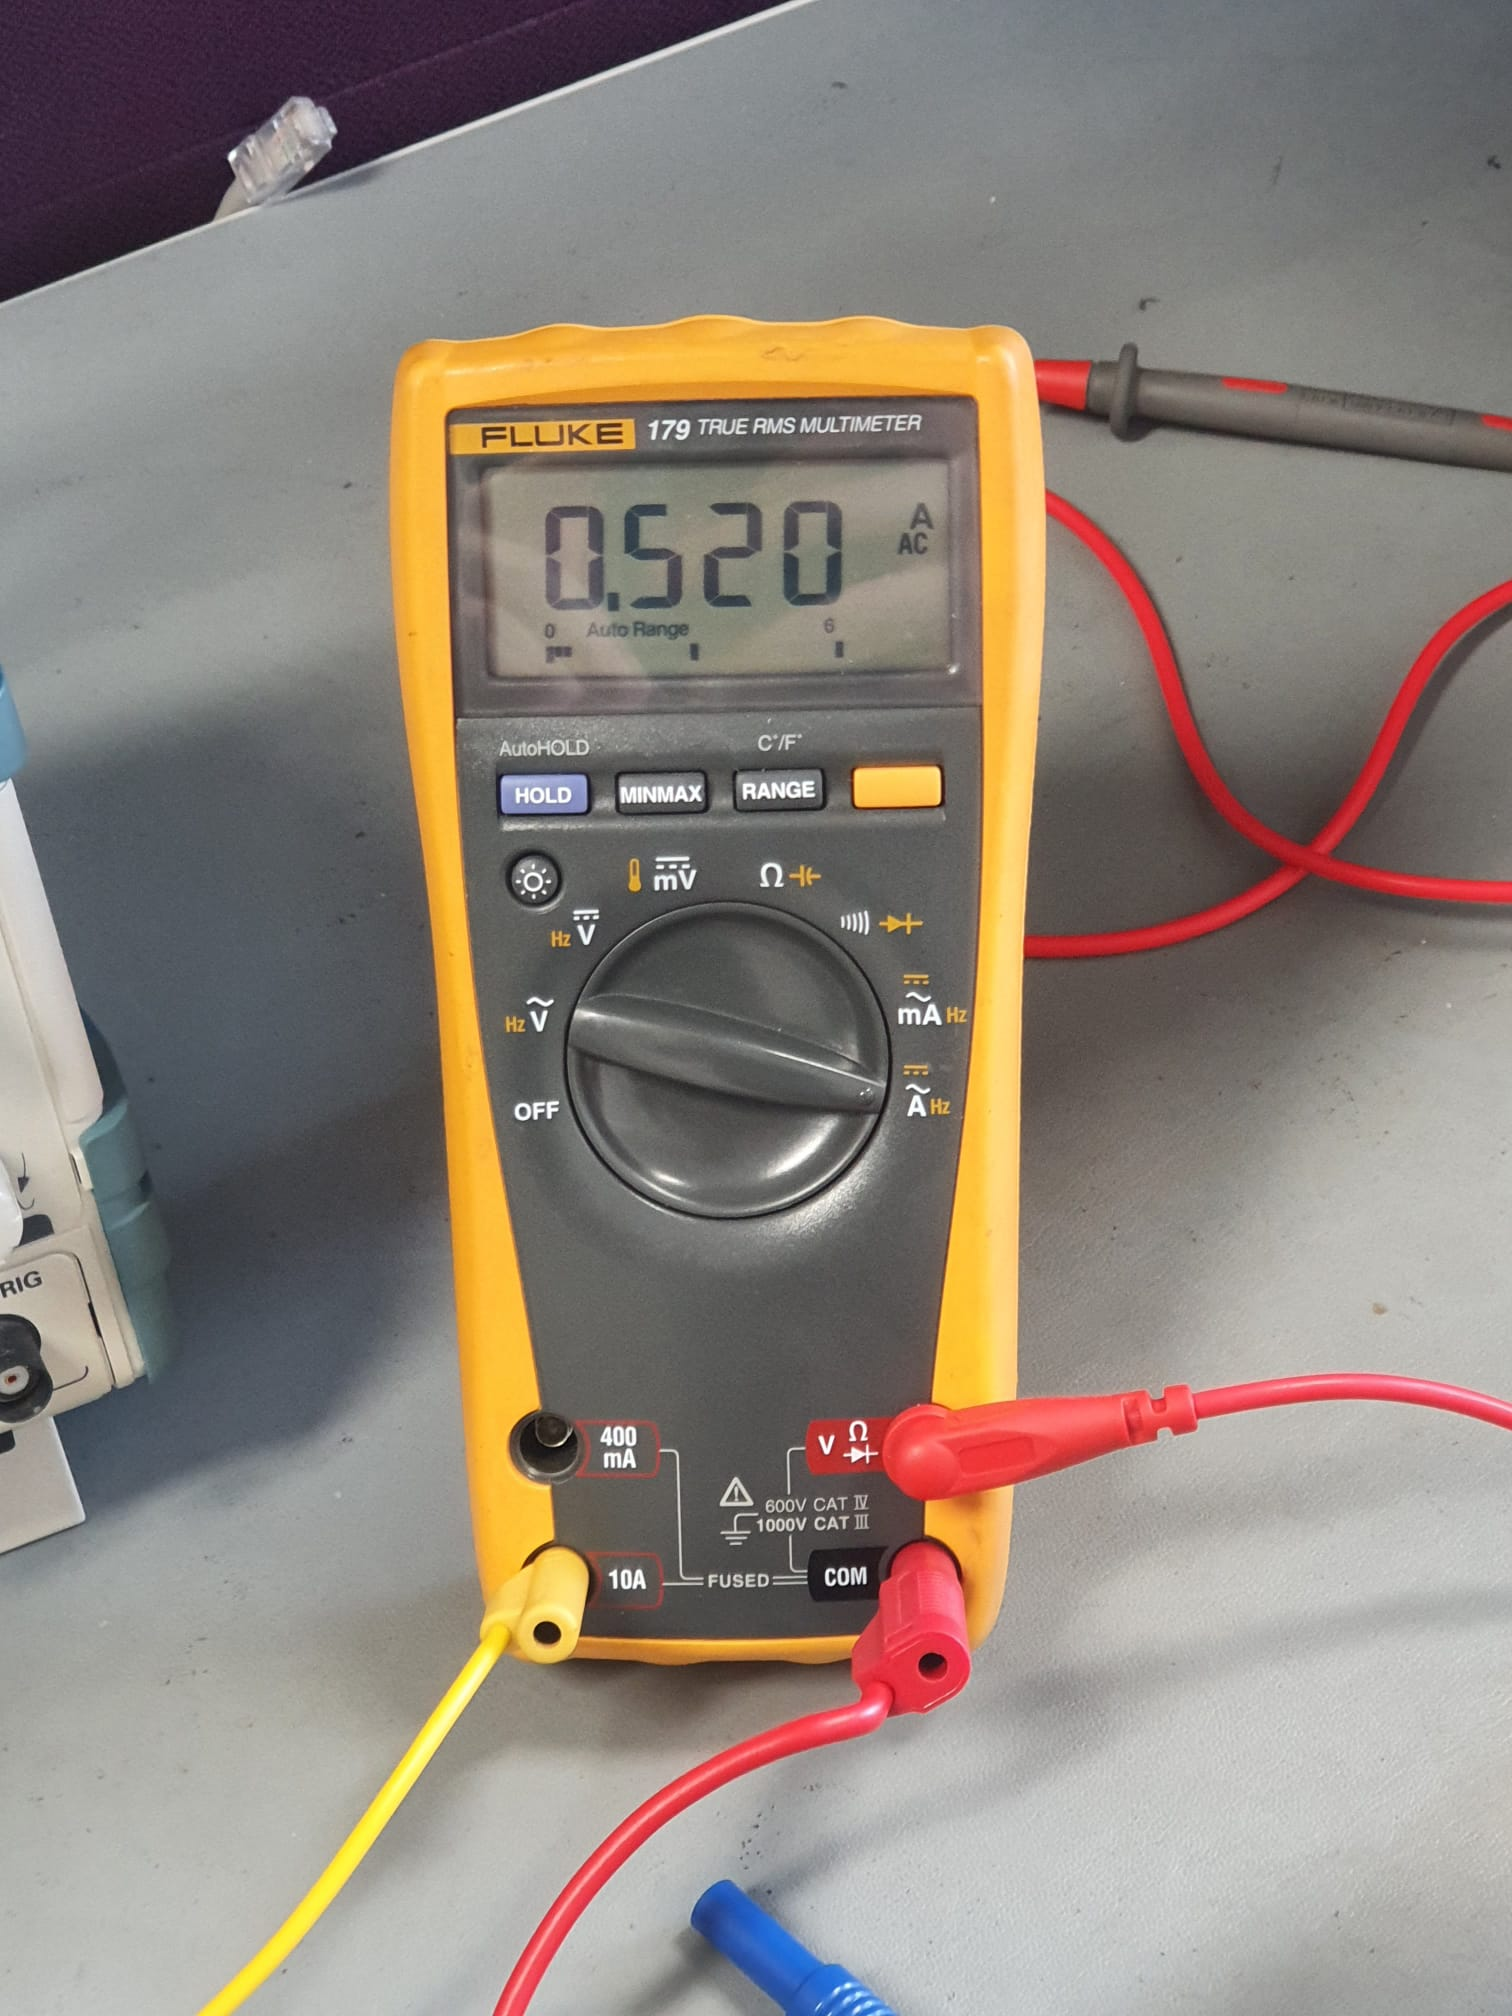 FLUKE 179 TRUE RMS MULTIMETER
0.520 A
AC
0 Auto Range 6
AutoHOLD C°/F°
HOLD MINMAX RANGE
mV Ω
Hz V
mA Hz
Hz V
A Hz
OFF
RIG
400
mA
V Ω
600V CAT IV
1000V CAT III
10A FUSED COM